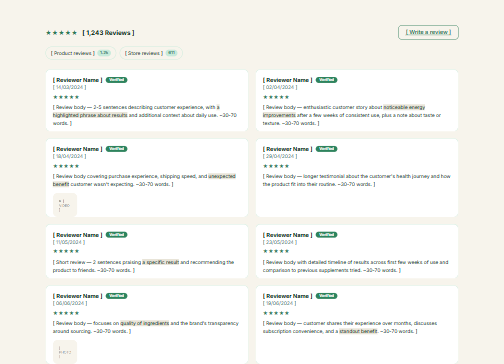 ★★★★★ [ 1,243 Reviews ]
[ Write a review ]
[ Product reviews ] 1.2k
[ Store reviews ] 671
[ Reviewer Name ] Verified
[ 14/03/2024 ]
★★★★★
[ Review body — 2-5 sentences describing customer experience, with a
highlighted phrase about results and additional context about daily use. ~30-70
words. ]
[ Reviewer Name ] Verified
[ 02/04/2024 ]
★★★★★
[ Review body — enthusiastic customer story about noticeable energy
improvements after a few weeks of consistent use, plus a note about taste or
texture. ~30-70 words. ]
[ Reviewer Name ] Verified
[ 18/04/2024 ]
★★★★★
[ Review body covering purchase experience, shipping speed, and unexpected
benefit customer wasn't expecting. ~30-70 words. ]
[ Reviewer Name ] Verified
[ 29/04/2024 ]
★★★★★
[ Review body — longer testimonial about the customer's health journey and how
the product fit into their routine. ~30-70 words. ]
[ Reviewer Name ] Verified
[ 11/05/2024 ]
★★★★★
[ Short review — 2 sentences praising a specific result and recommending the
product to friends. ~30-70 words. ]
[ Reviewer Name ] Verified
[ 23/05/2024 ]
★★★★★
[ Review body with detailed timeline of results across first few weeks of use and
comparison to previous supplements tried. ~30-70 words. ]
[ Reviewer Name ] Verified
[ 08/06/2024 ]
★★★★★
[ Review body — focuses on quality of ingredients and the brand's transparency
around sourcing. ~30-70 words. ]
[ Reviewer Name ] Verified
[ 19/06/2024 ]
★★★★★
[ Review body — customer shares their experience over months, discusses
subscription convenience, and a standout benefit. ~30-70 words. ]